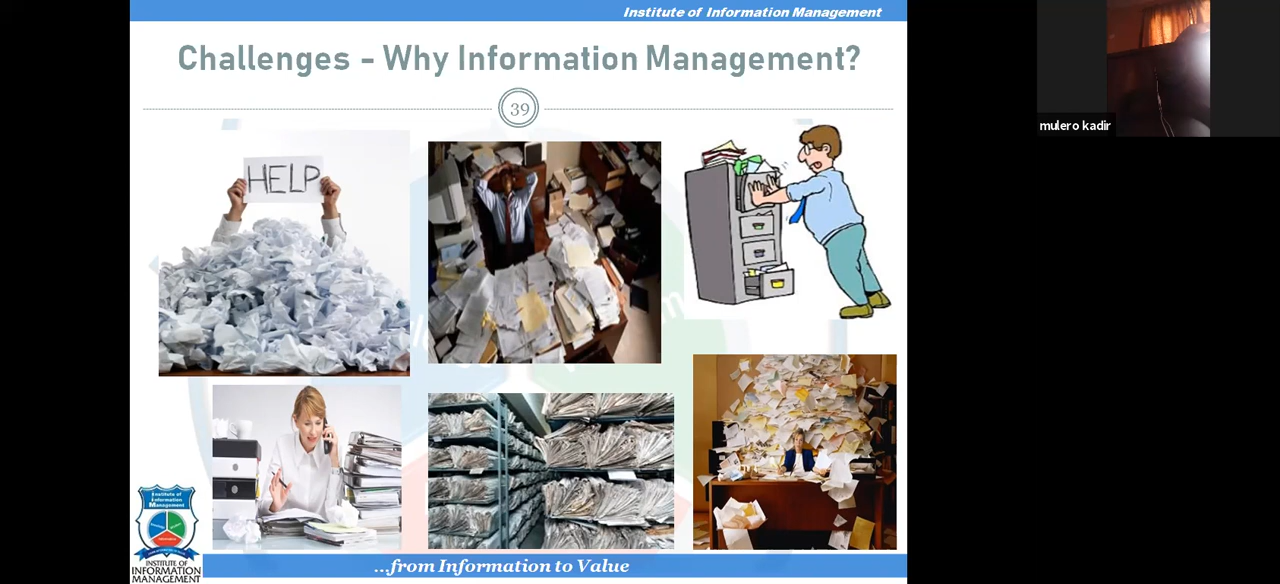 Institute of Information Management
Challenges - Why Information Management?
39
HELP
mulero kadir
Institute of
Information
Management
INSTITUTE OF
INFORMATION
MANAGEMENT
...from Information to Value